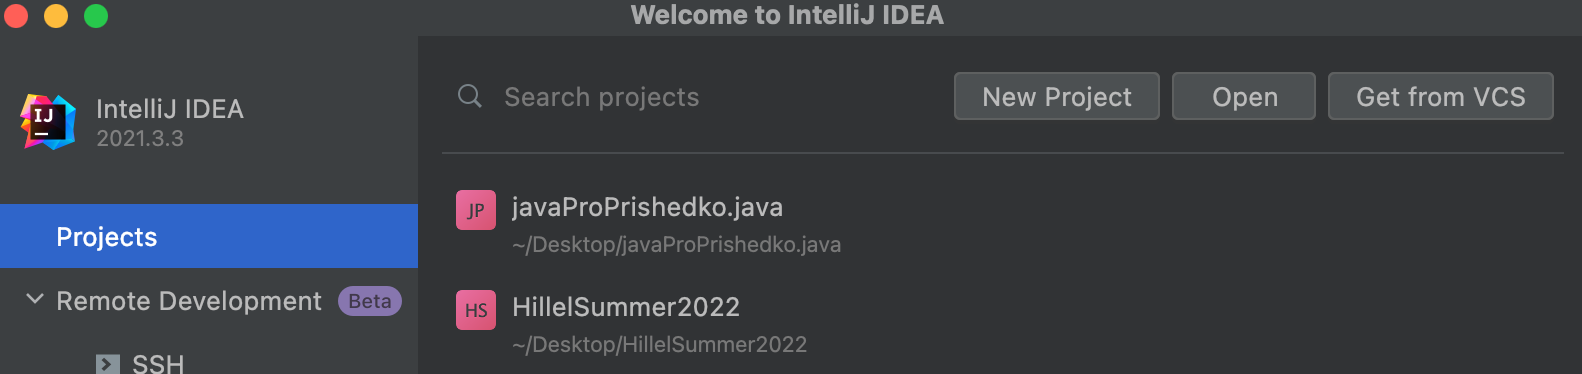 Welcome to IntelliJ IDEA
IJ
IntelliJ IDEA
2021.3.3
Search projects
New Project
Open
Get from VCS
Projects
Remote Development Beta
SSH
JP
javaProPrishedko.java
~/Desktop/javaProPrishedko.java
HS
HillelSummer2022
~/Desktop/HillelSummer2022